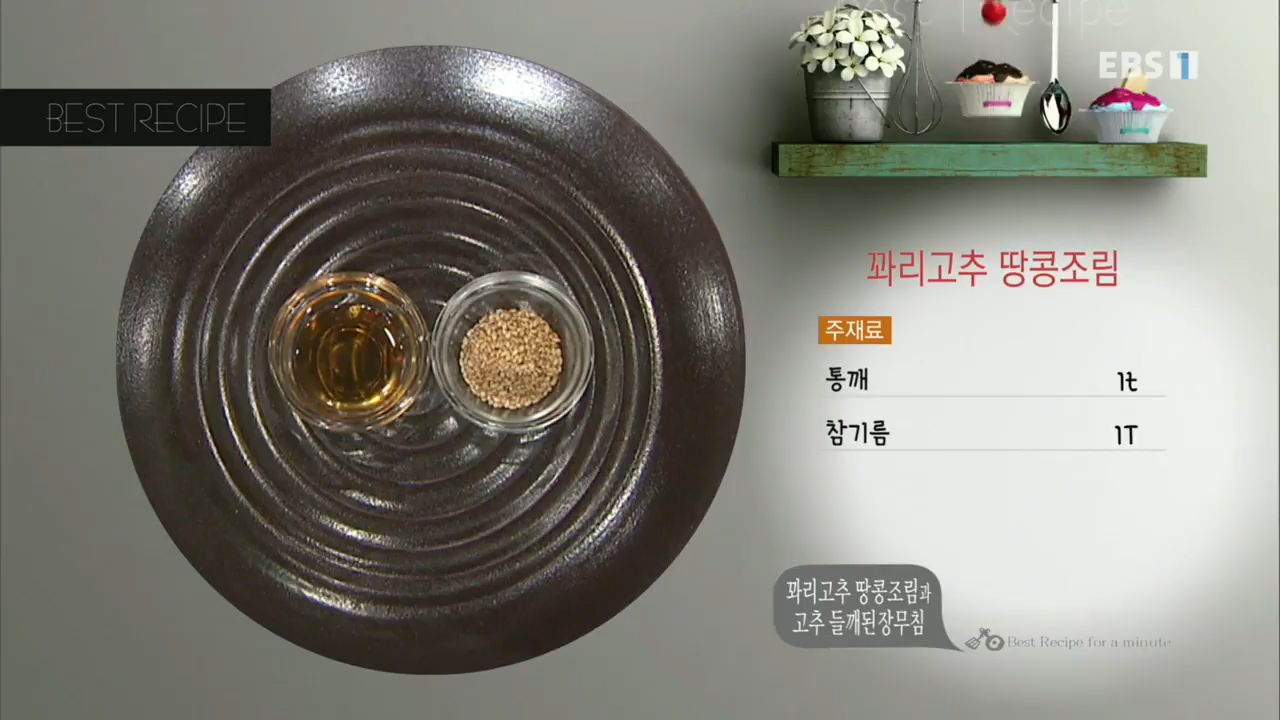 Best Recipe
EBS 1
BEST RECIPE
꽈리고추 땅콩조림
주재료
통깨 1t
참기름 1T
꽈리고추 땅콩조림과
고추 들깨된장무침
Best Recipe for a minute